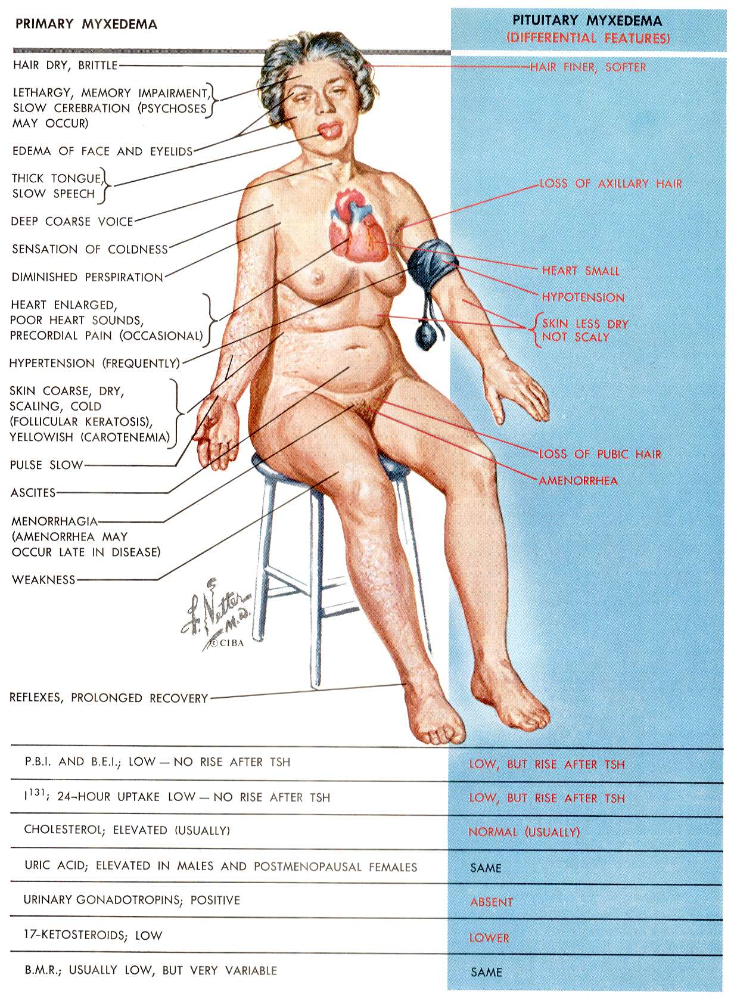 PRIMARY MYXEDEMA
PITUITARY MYXEDEMA
(DIFFERENTIAL FEATURES)
HAIR DRY, BRITTLE
LETHARGY, MEMORY IMPAIRMENT,
SLOW CEREBRATION (PSYCHOSES
MAY OCCUR)
EDEMA OF FACE AND EYELIDS
THICK TONGUE,
SLOW SPEECH
DEEP COARSE VOICE
SENSATION OF COLDNESS
DIMINISHED PERSPIRATION
HEART ENLARGED,
POOR HEART SOUNDS,
PRECORDIAL PAIN (OCCASIONAL)
HYPERTENSION (FREQUENTLY)
SKIN COARSE, DRY,
SCALING, COLD
(FOLLICULAR KERATOSIS),
YELLOWISH (CAROTENEMIA)
PULSE SLOW
ASCITES
MENORRHAGIA
(AMENORRHEA MAY
OCCUR LATE IN DISEASE)
WEAKNESS
REFLEXES, PROLONGED RECOVERY
HAIR FINER, SOFTER
LOSS OF AXILLARY HAIR
HEART SMALL
HYPOTENSION
SKIN LESS DRY
NOT SCALY
LOSS OF PUBIC HAIR
AMENORRHEA
F. Netter
M.D.
© CIBA
P.B.I. AND B.E.I.; LOW — NO RISE AFTER TSH
LOW, BUT RISE AFTER TSH
I131; 24-HOUR UPTAKE LOW — NO RISE AFTER TSH
LOW, BUT RISE AFTER TSH
CHOLESTEROL; ELEVATED (USUALLY)
NORMAL (USUALLY)
URIC ACID; ELEVATED IN MALES AND POSTMENOPAUSAL FEMALES
SAME
URINARY GONADOTROPINS; POSITIVE
ABSENT
17-KETOSTEROIDS; LOW
LOWER
B.M.R.; USUALLY LOW, BUT VERY VARIABLE
SAME